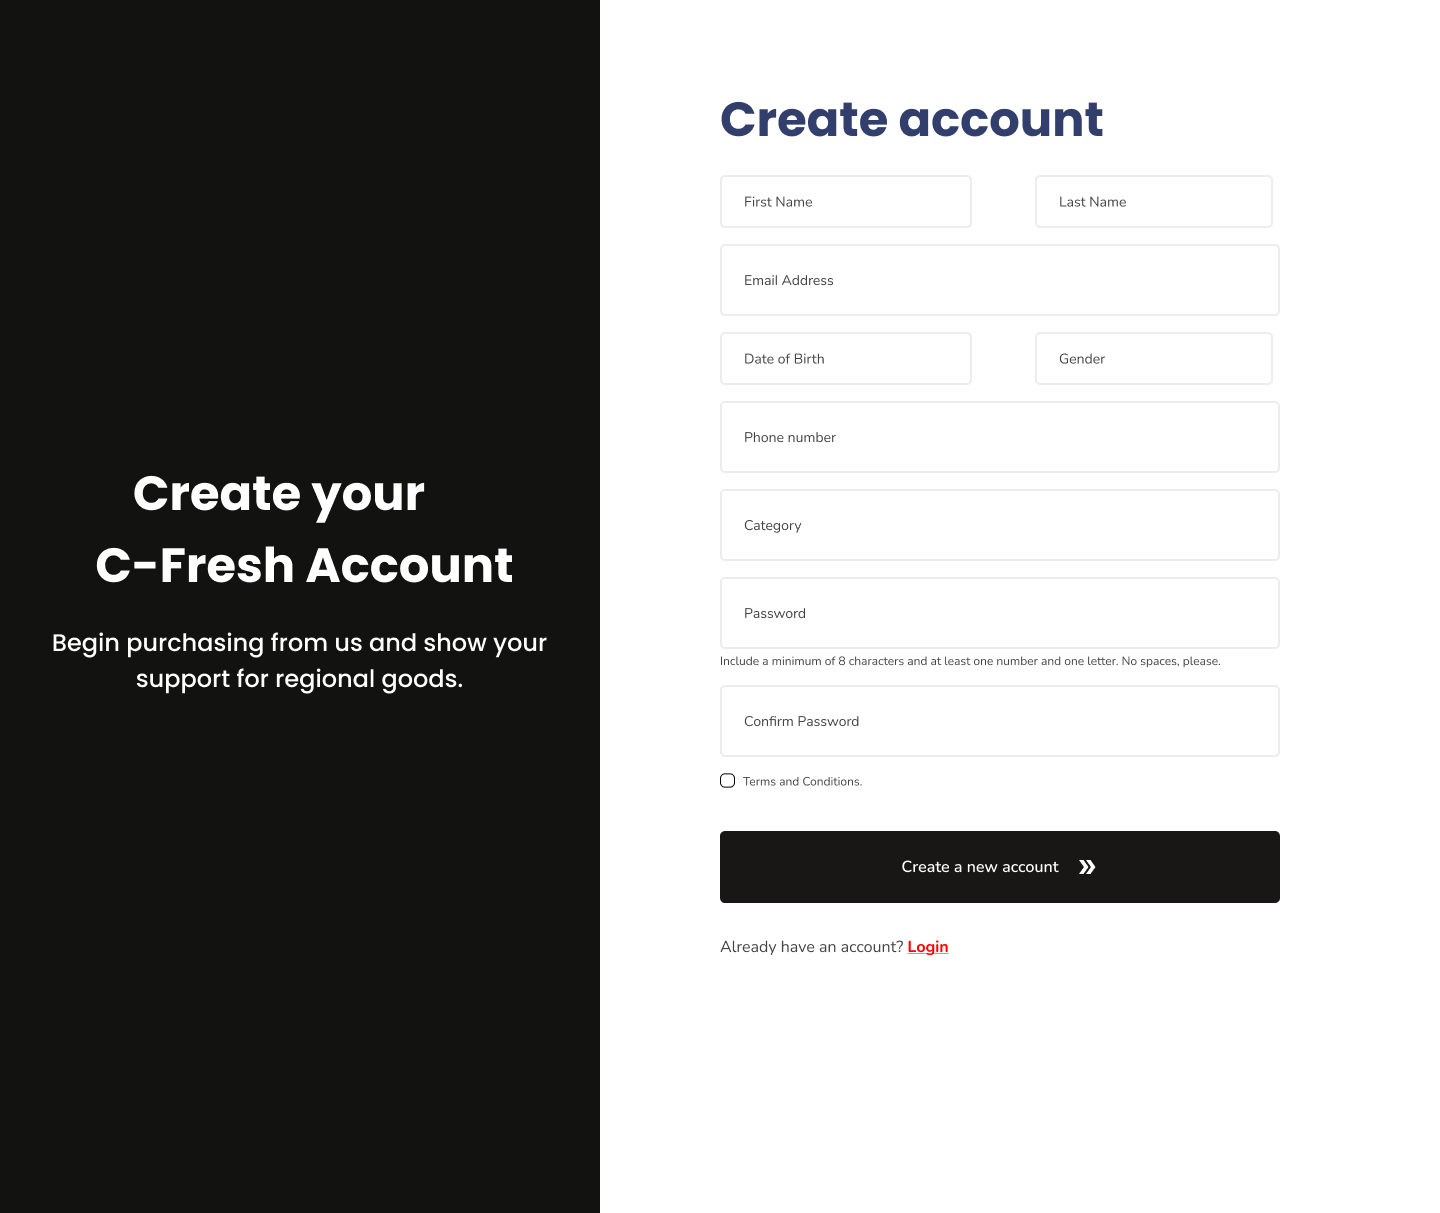 Create your
C-Fresh Account
Begin purchasing from us and show your
support for regional goods.
Create account
First Name
Last Name
Email Address
Date of Birth
Gender
Phone number
Category
Password
Include a minimum of 8 characters and at least one number and one letter. No spaces, please.
Confirm Password
Terms and Conditions.
Create a new account
Already have an account? Login